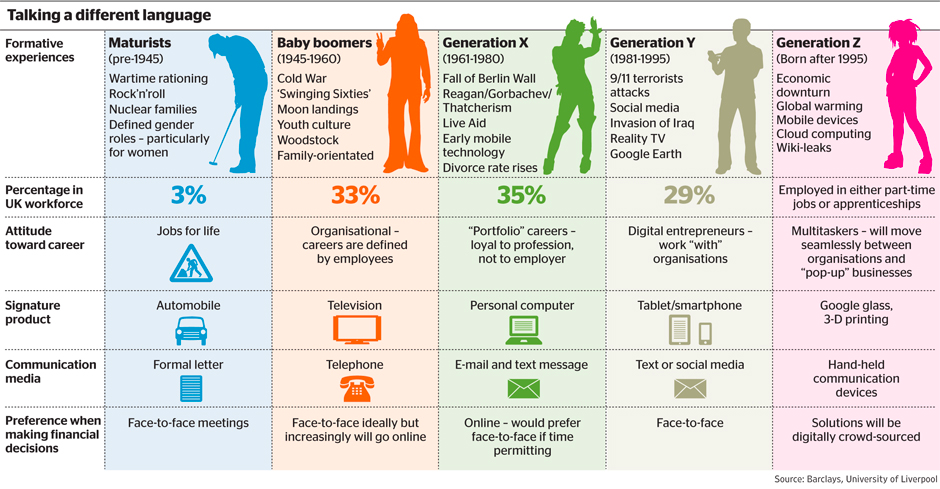 Talking a different language
Formative
experiences
Maturists
(pre-1945)
Wartime rationing
Rock'n'roll
Nuclear families
Defined gender
roles – particularly
for women
Baby boomers
(1945-1960)
Cold War
'Swinging Sixties'
Moon landings
Youth culture
Woodstock
Family-orientated
Generation X
(1961-1980)
Fall of Berlin Wall
Reagan/Gorbachev/
Thatcherism
Live Aid
Early mobile
technology
Divorce rate rises
Generation Y
(1981-1995)
9/11 terrorists
attacks
Social media
Invasion of Iraq
Reality TV
Google Earth
Generation Z
(Born after 1995)
Economic
downturn
Global warming
Mobile devices
Cloud computing
Wiki-leaks
Percentage in
UK workforce
3%
33%
35%
29%
Employed in either part-time
jobs or apprenticeships
Attitude
toward career
Jobs for life
Organisational –
careers are defined
by employees
"Portfolio" careers –
loyal to profession,
not to employer
Digital entrepreneurs –
work "with"
organisations
Multitaskers – will move
seamlessly between
organisations and
"pop-up" businesses
Signature
product
Automobile
Television
Personal computer
Tablet/smartphone
Google glass,
3-D printing
Communication
media
Formal letter
Telephone
E-mail and text message
Text or social media
Hand-held
communication
devices
Preference when
making financial
decisions
Face-to-face meetings
Face-to-face ideally but
increasingly will go online
Online – would prefer
face-to-face if time
permitting
Face-to-face
Solutions will be
digitally crowd-sourced
Source: Barclays, University of Liverpool